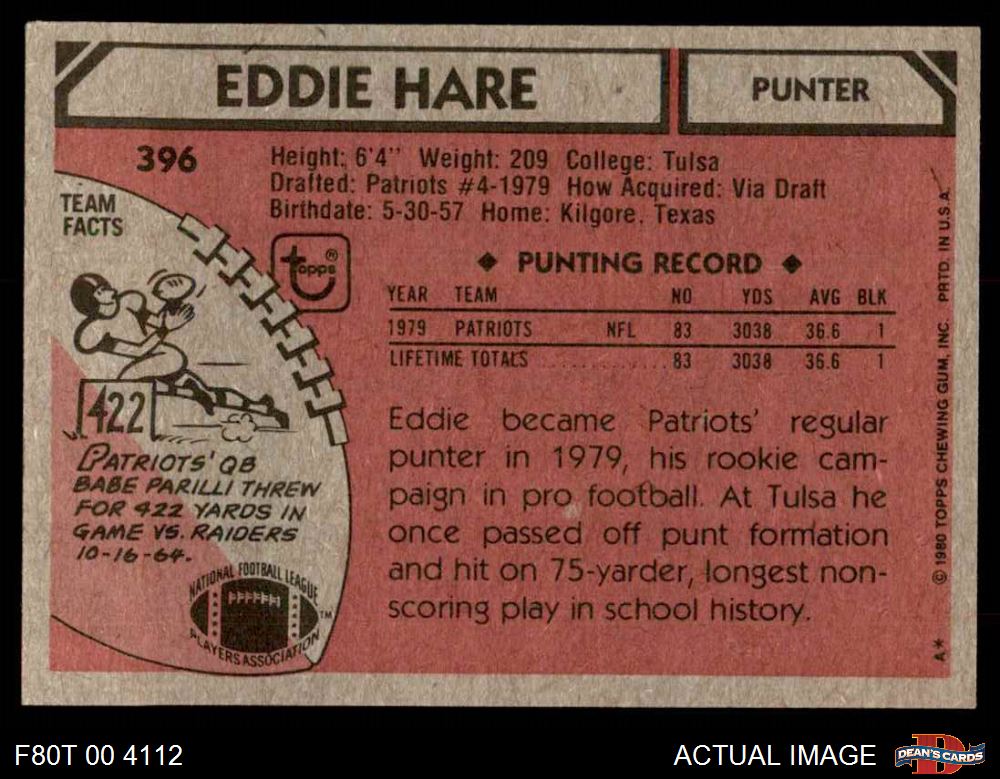 EDDIE HARE
PUNTER
396
Height: 6'4" Weight: 209 College: Tulsa
Drafted: Patriots #4-1979 How Acquired: Via Draft
Birthdate: 5-30-57 Home: Kilgore, Texas
TEAM
FACTS
topps®
◆ PUNTING RECORD ◆
YEAR TEAM NO YDS AVG BLK
1979 PATRIOTS NFL 83 3038 36.6 1
LIFETIME TOTALS .............. 83 3038 36.6 1
422
PATRIOTS' QB
BABE PARILLI THREW
FOR 422 YARDS IN
GAME VS. RAIDERS
10-16-64.
NATIONAL FOOTBALL LEAGUE
PLAYERS ASSOCIATION
TM
Eddie became Patriots' regular
punter in 1979, his rookie cam-
paign in pro football. At Tulsa he
once passed off punt formation
and hit on 75-yarder, longest non-
scoring play in school history.
A* © 1980 TOPPS CHEWING GUM, INC. PRTD. IN U.S.A.
F80T 00 4112
ACTUAL IMAGE
DEAN'S CARDS